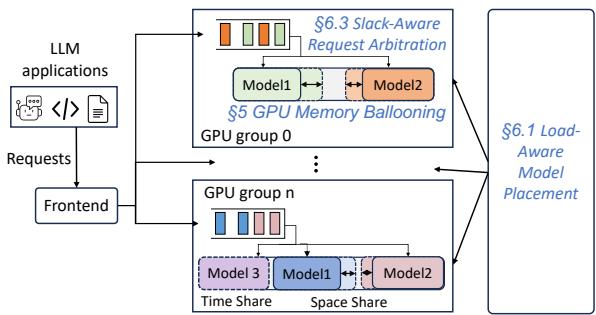 LLM
applications
</>
Requests
Frontend
§6.3 Slack-Aware
Request Arbitration
Model1
Model2
§5 GPU Memory Ballooning
GPU group 0
GPU group n
Model 3
Model1
Model2
Time Share
Space Share
§6.1 Load-
Aware
Model
Placement